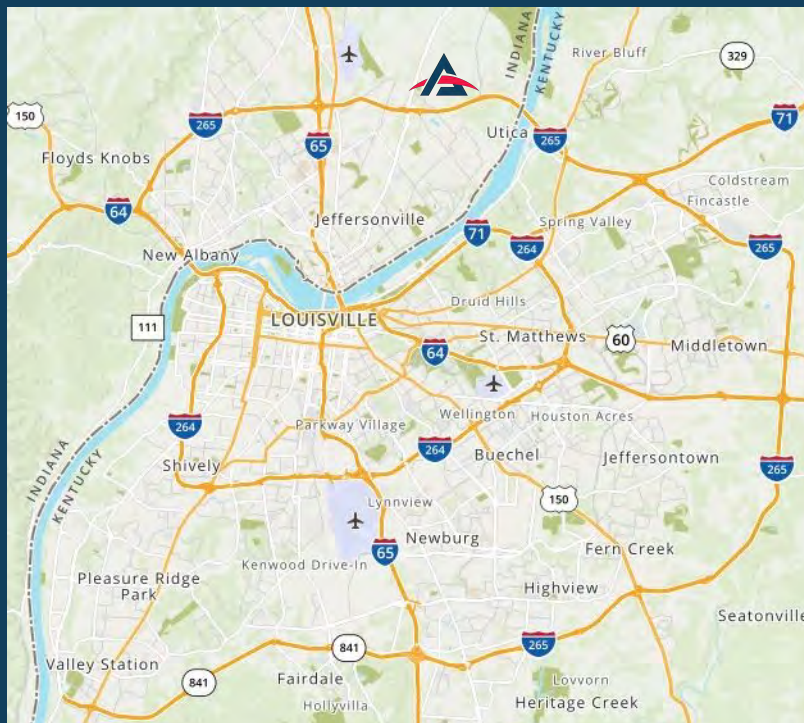 INDIANA
KENTUCKY
River Bluff
329
150
265
65
Utica
265
71
Floyds Knobs
Coldstream
64
Jeffersonville
Fincastle
71
Spring Valley
264
265
New Albany
Druid Hills
111
LOUISVILLE
St. Matthews
60
Middletown
64
264
Parkway Village
Wellington
Houston Acres
264
Buechel
Jeffersontown
Shively
265
INDIANA
KENTUCKY
Lynnview
150
Newburg
65
Fern Creek
Kenwood Drive-In
Pleasure Ridge
Park
Highview
Seatonville
265
841
Valley Station
841
Fairdale
Lovvorn
Hollyvilla
Heritage Creek